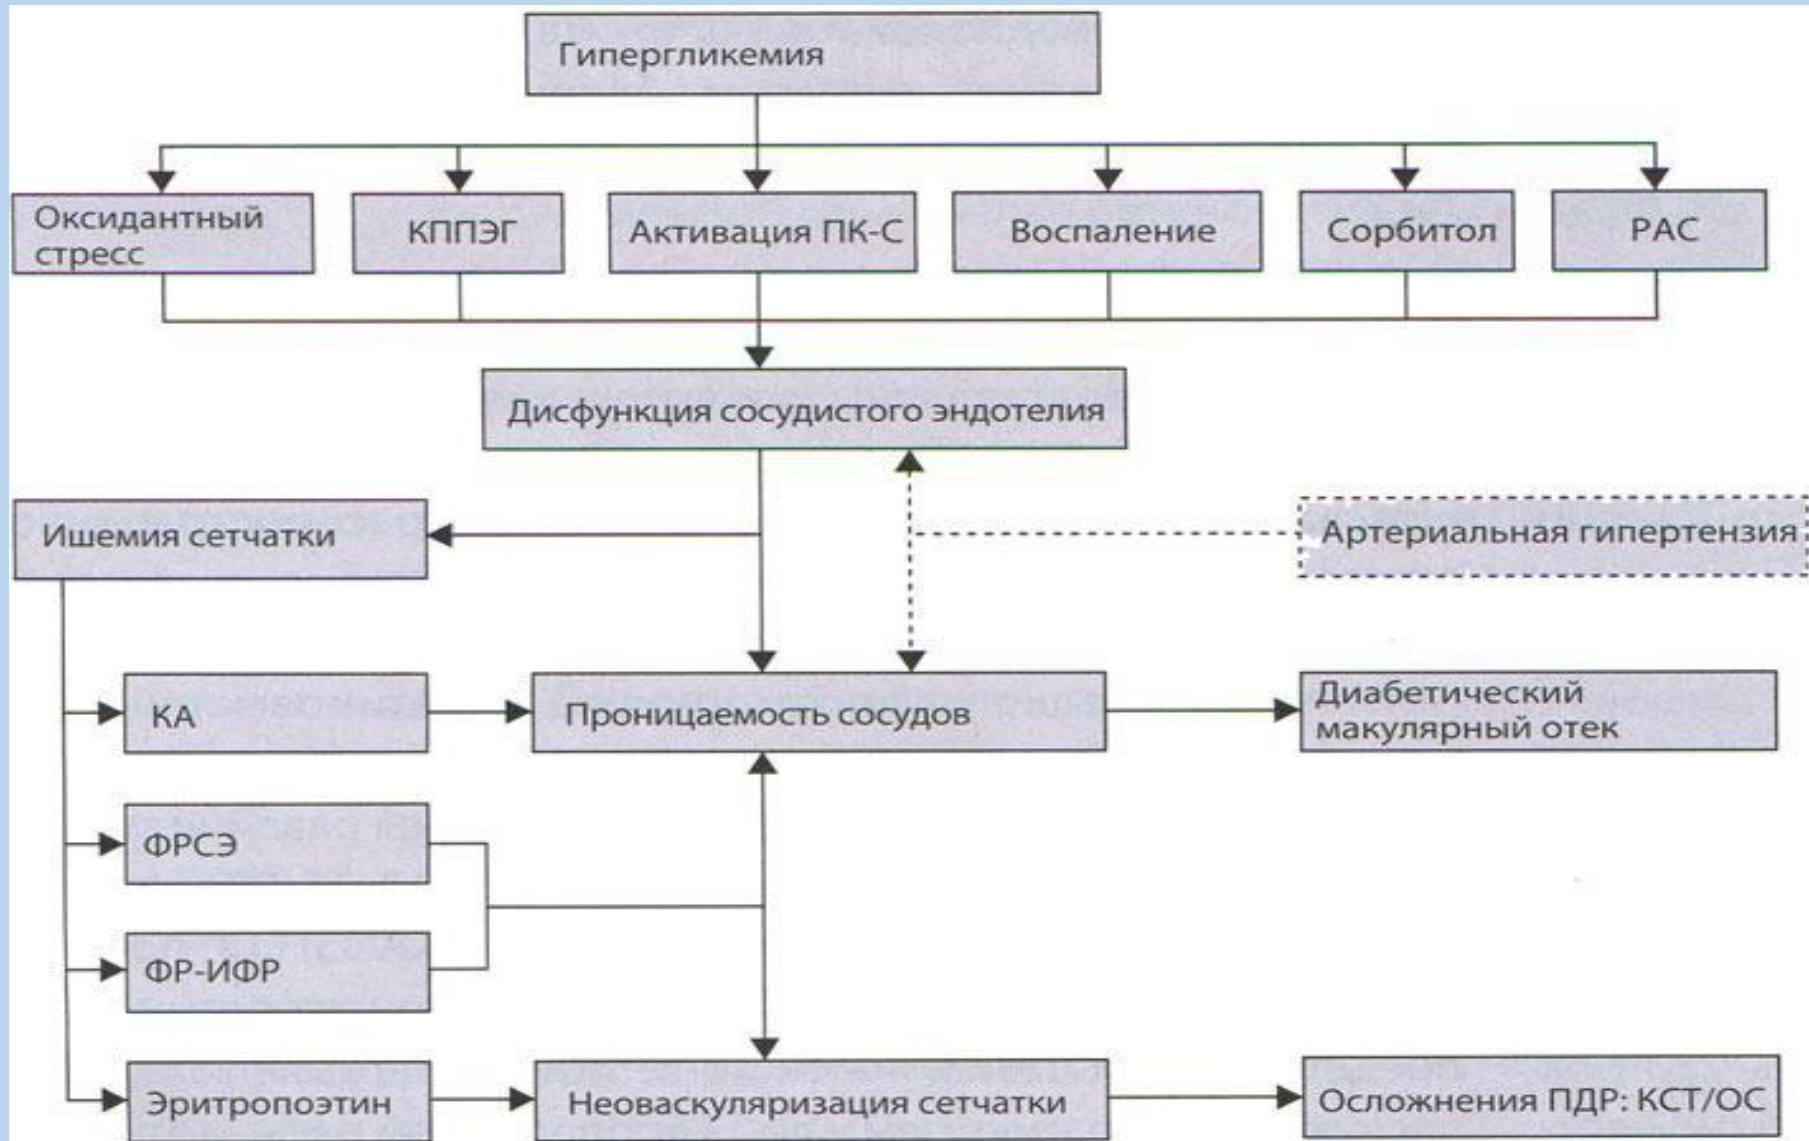 Гипергликемия
Оксидантный
стресс
КППЭГ
Активация ПК-С
Воспаление
Сорбитол
РАС
Дисфункция сосудистого эндотелия
Ишемия сетчатки
Артериальная гипертензия
КА
Проницаемость сосудов
Диабетический
макулярный отек
ФРСЭ
ФР-ИФР
Эритропоэтин
Неоваскуляризация сетчатки
Осложнения ПДР: КСТ/ОС